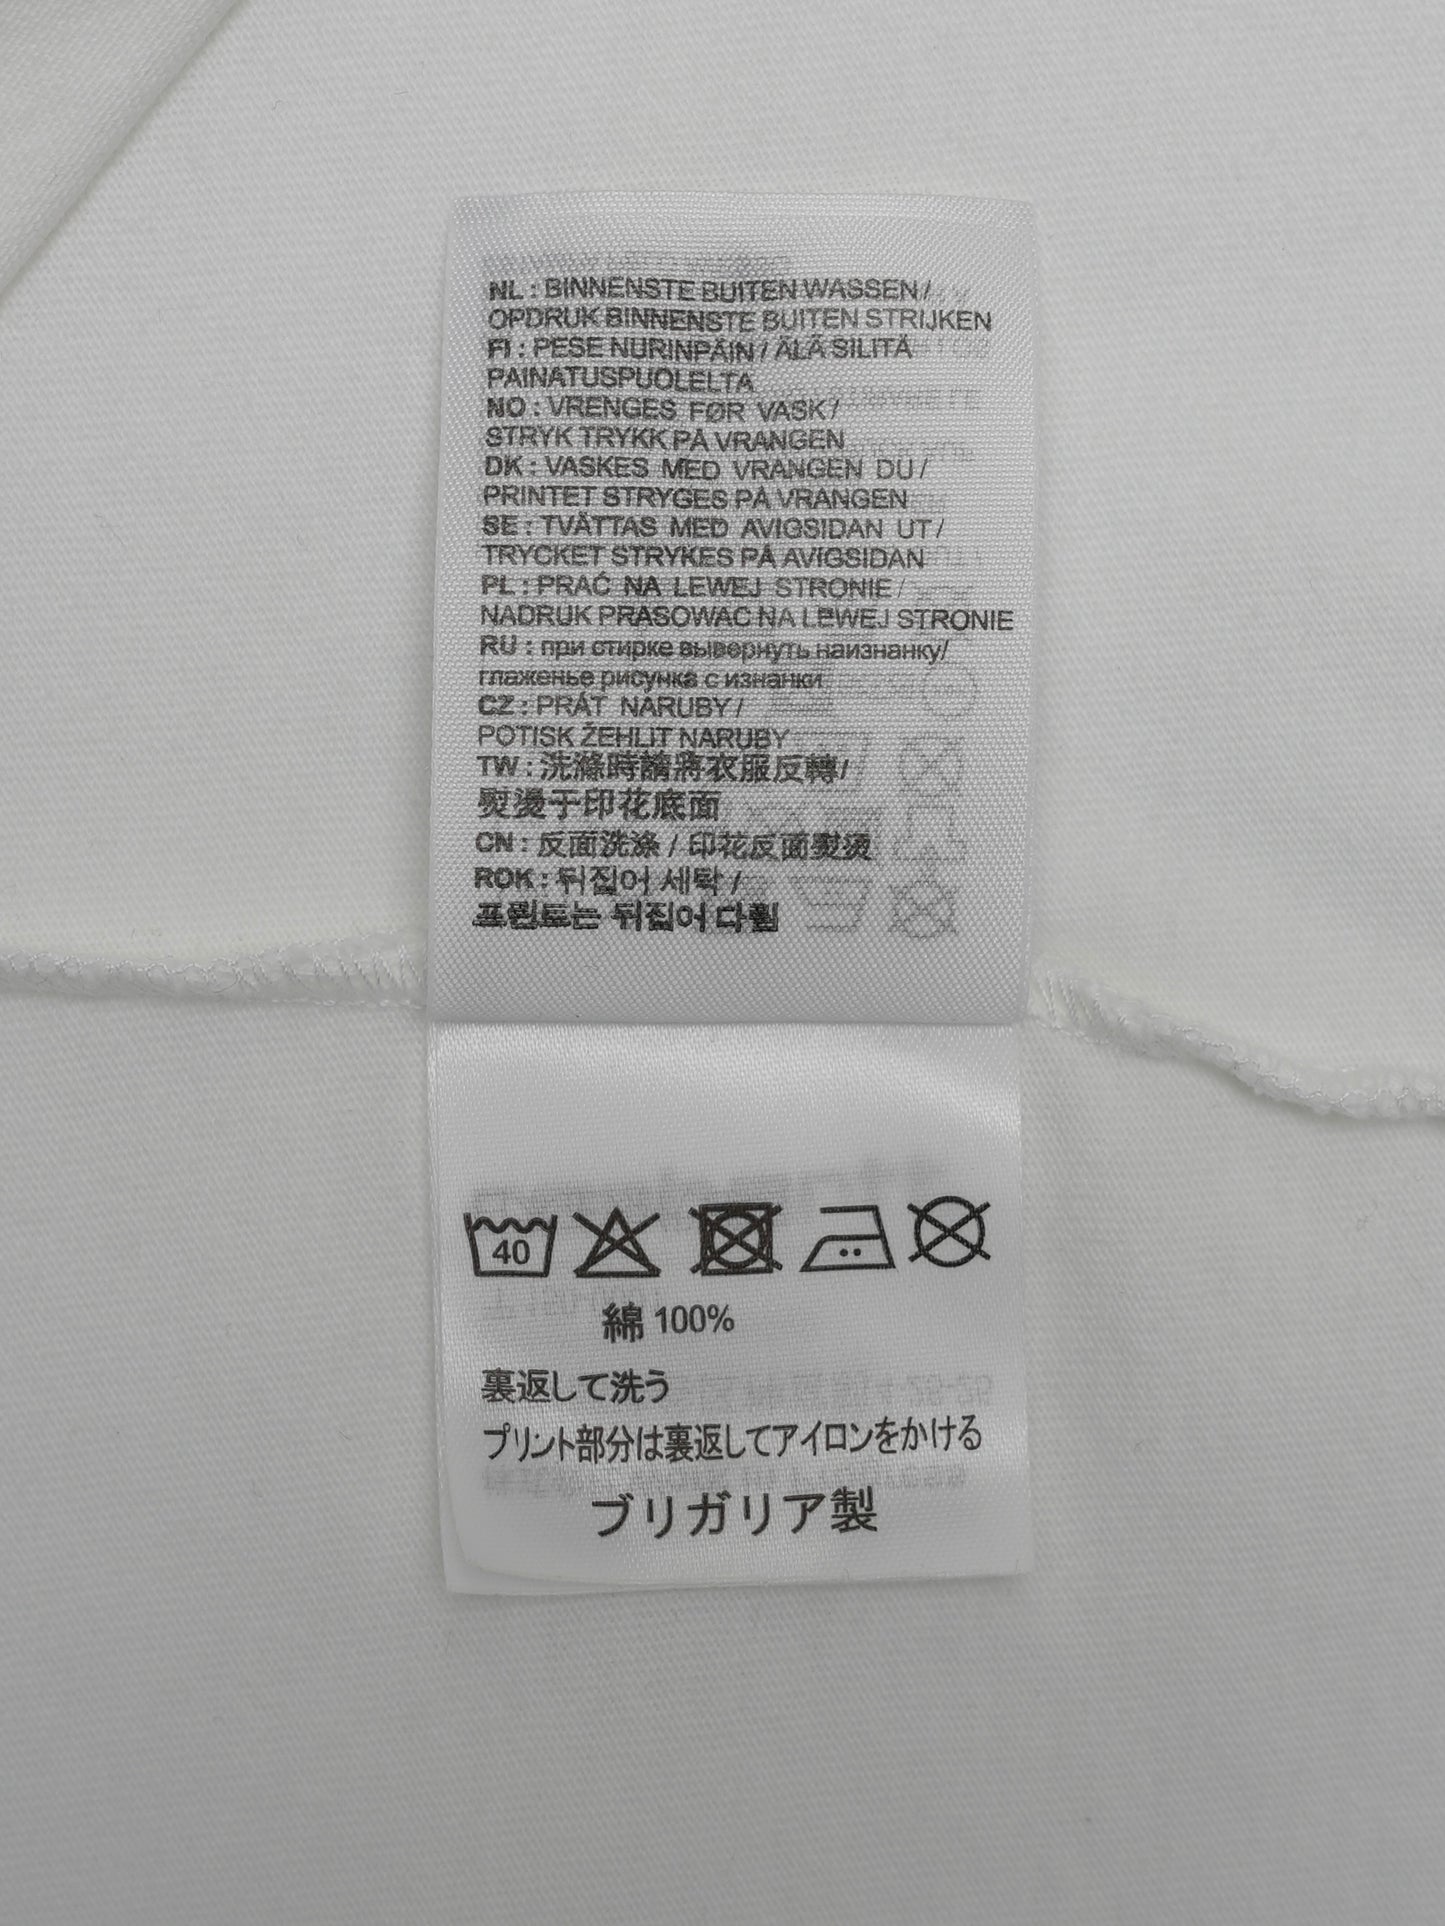 NL : BINNENSTE BUITEN WASSEN /
OPDRUK BINNENSTE BUITEN STRIJKEN
FI : PESE NURINPÄIN / ÄLÄ SILITÄ
PAINATUSPUOLELTA
NO : VRENGES FØR VASK /
STRYK TRYKK PÅ VRANGEN
DK : VASKES MED VRANGEN DU /
PRINTET STRYGES PÅ VRANGEN
SE : TVÄTTAS MED AVIGSIDAN UT /
TRYCKET STRYKES PÅ AVIGSIDAN
PL : PRAĆ NA LEWEJ STRONIE /
NADRUK PRASOWAC NA LEWEJ STRONIE
RU : при стирке вывернуть наизнанку/
глаженье рисунка с изнанки
CZ : PRÁT NARUBY /
POTISK ŽEHLIT NARUBY
TW : 洗滌時請將衣服反轉/
熨燙于印花底面
CN : 反面洗涤 / 印花反面熨烫
ROK : 뒤집어 세탁 /
프린트는 뒤집어 다림
40
綿 100%
裏返して洗う
プリント部分は裏返してアイロンをかける
ブリガリア製